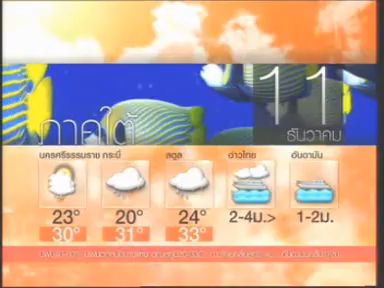 ภาคใต้
11
ธันวาคม
นครศรีธรรมราช กระบี่ สตูล อ่าวไทย อันดามัน
23° 20° 24° 2-4ม.> 1-2ม.
30° 31° 33°